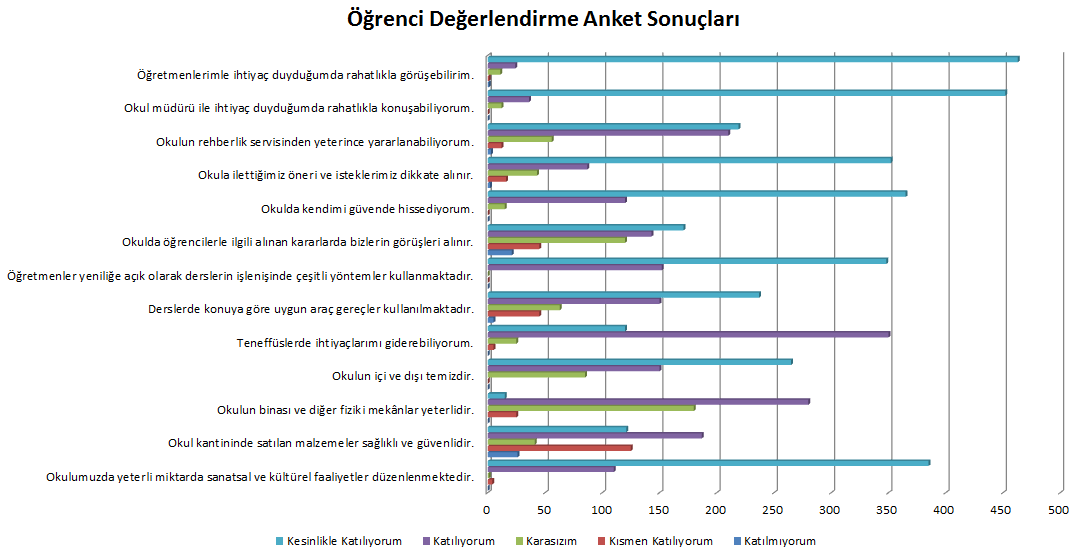 Öğrenci Değerlendirme Anket Sonuçları
Öğretmenlerimle ihtiyaç duyduğumda rahatlıkla görüşebilirim.
Okul müdürü ile ihtiyaç duyduğumda rahatlıkla konuşabiliyorum.
Okulun rehberlik servisinden yeterince yararlanabiliyorum.
Okula ilettiğimiz öneri ve isteklerimiz dikkate alınır.
Okulda kendimi güvende hissediyorum.
Okulda öğrencilerle ilgili alınan kararlarda bizlerin görüşleri alınır.
Öğretmenler yeniliğe açık olarak derslerin işlenişinde çeşitli yöntemler kullanmaktadır.
Derslerde konuya göre uygun araç gereçler kullanılmaktadır.
Teneffüslerde ihtiyaçlarımı giderebiliyorum.
Okulun içi ve dışı temizdir.
Okulun binası ve diğer fiziki mekânlar yeterlidir.
Okul kantininde satılan malzemeler sağlıklı ve güvenlidir.
Okulumuzda yeterli miktarda sanatsal ve kültürel faaliyetler düzenlenmektedir.
0 50 100 150 200 250 300 350 400 450 500
Kesinlikle Katılıyorum Katılıyorum Karasızım Kısmen Katılıyorum Katılmıyorum